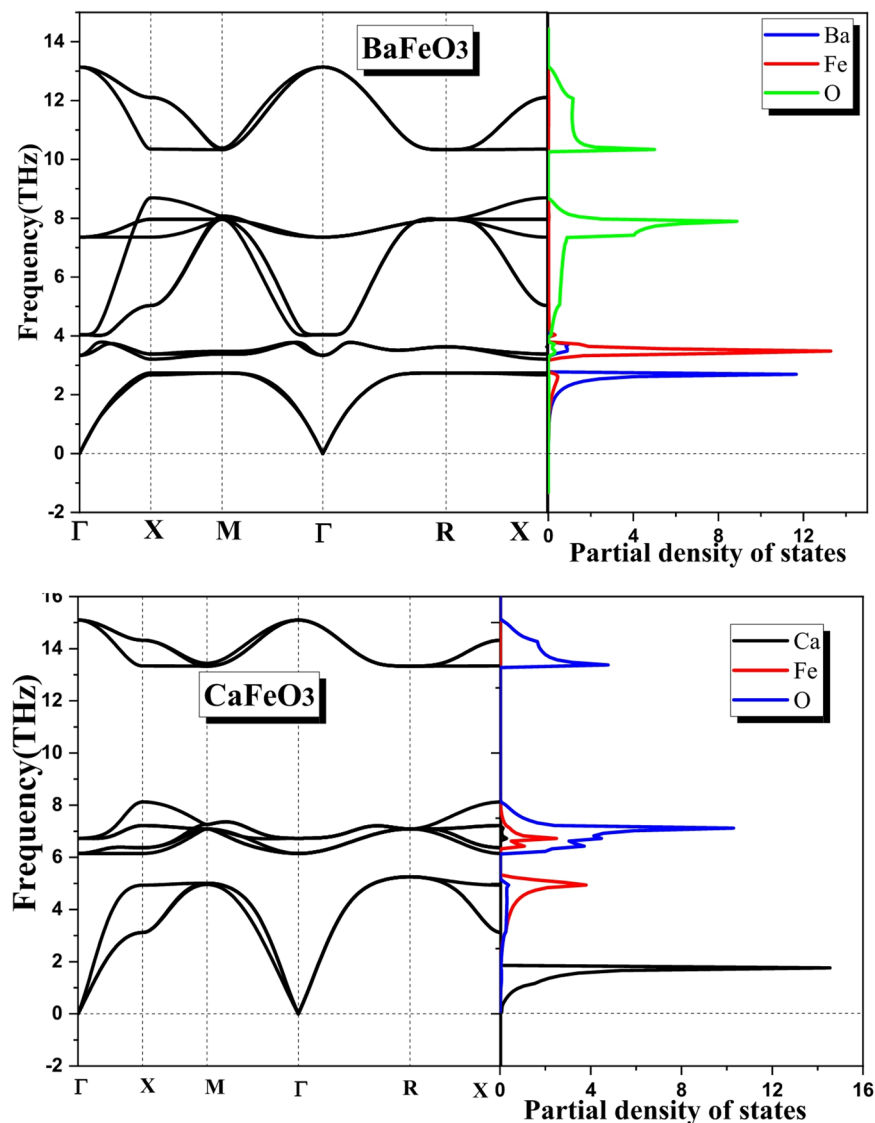 BaFeO3
Frequency(THz)
14
12
10
8
6
4
2
0
-2
Γ X M Γ R X
Ba
Fe
O
0 4 8 12
Partial density of states
CaFeO3
Frequency(THz)
16
14
12
10
8
6
4
2
0
-2
Γ X M Γ R X
Ca
Fe
O
0 4 8 12 16
Partial density of states